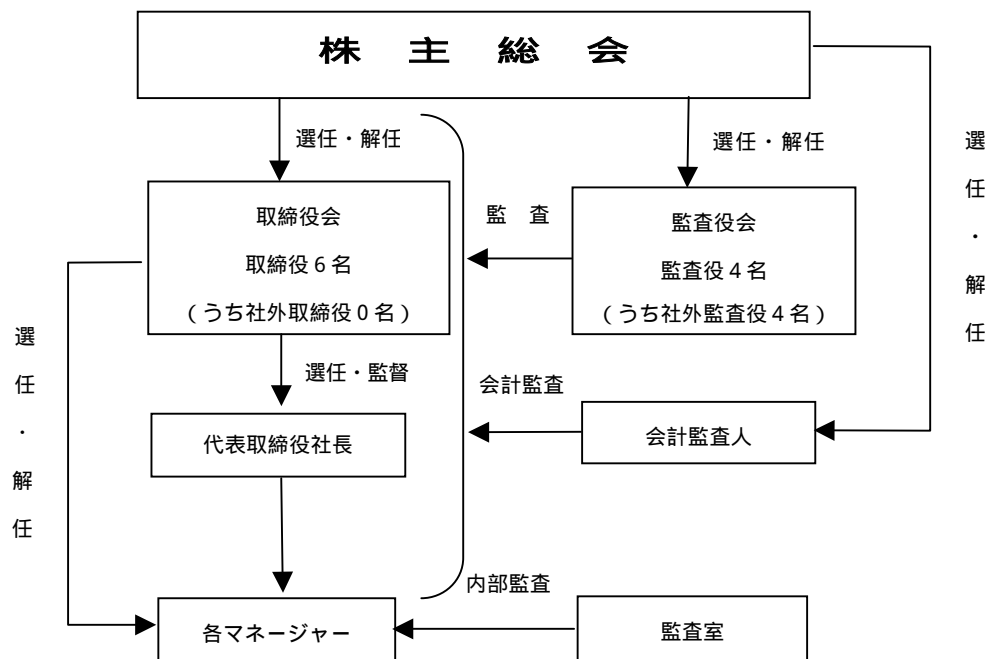 株 主 総 会
選任・解任
選任・解任
選任・解任
取締役会
取締役6名
(うち社外取締役0名)
監 査
監査役会
監査役4名
(うち社外監査役4名)
選任・解任
選任・監督
会計監査
代表取締役社長
会計監査人
内部監査
各マネージャー
監査室